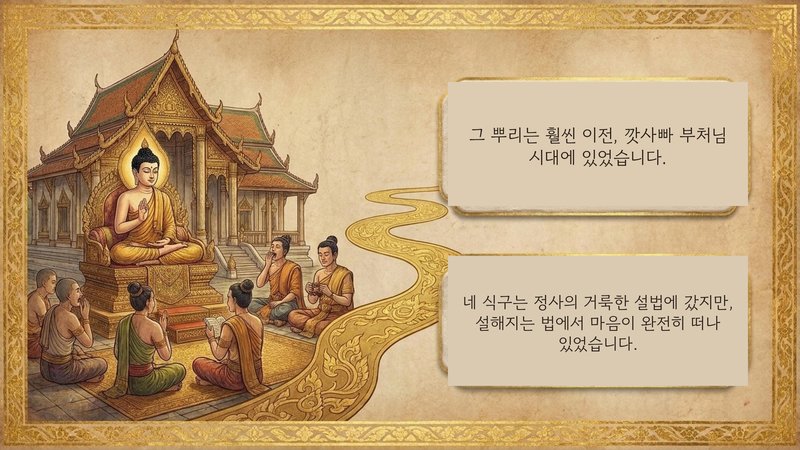 그 뿌리는 훨씬 이전, 깟사빠 부처님
시대에 있었습니다.
네 식구는 정사의 거룩한 설법에 갔지만,
설해지는 법에서 마음이 완전히 떠나
있었습니다.